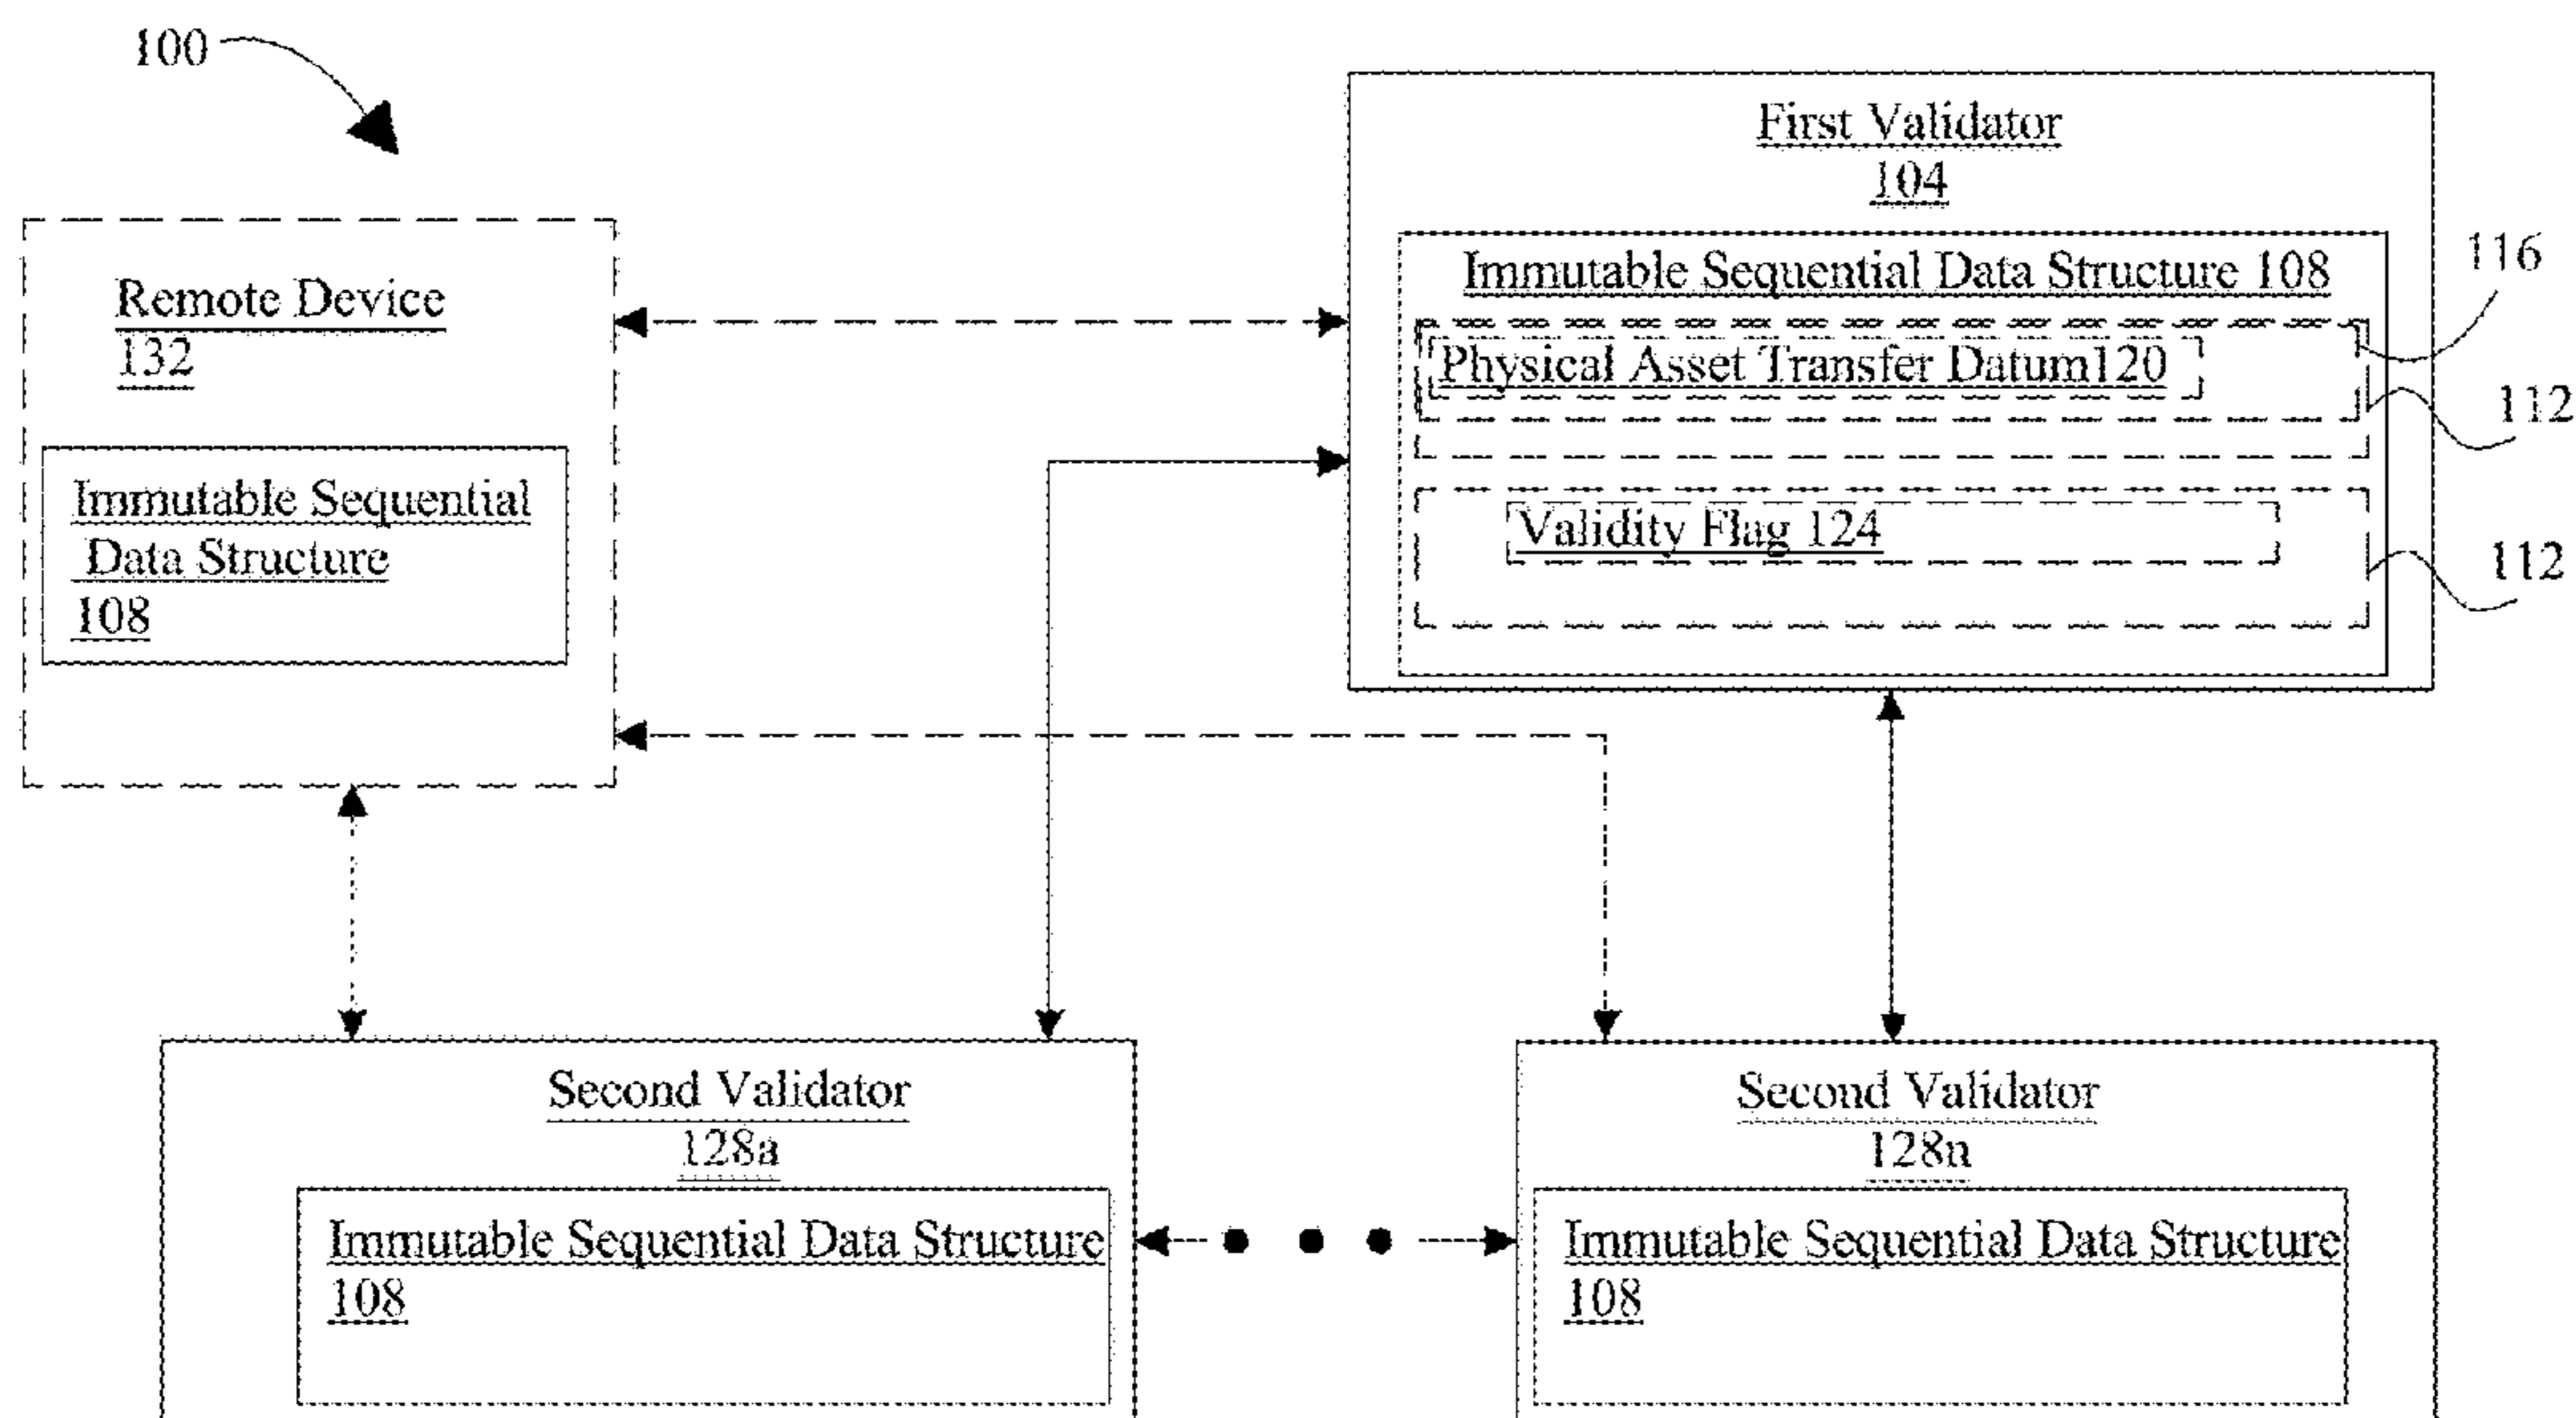 100
First Validator
104
Immutable Sequential Data Structure 108
116
Physical Asset Transfer Datum120
112
Validity Flag 124
112
Remote Device
132
Immutable Sequential
Data Structure
108
Second Validator
128a
Immutable Sequential Data Structure
108
Second Validator
128n
Immutable Sequential Data Structure
108